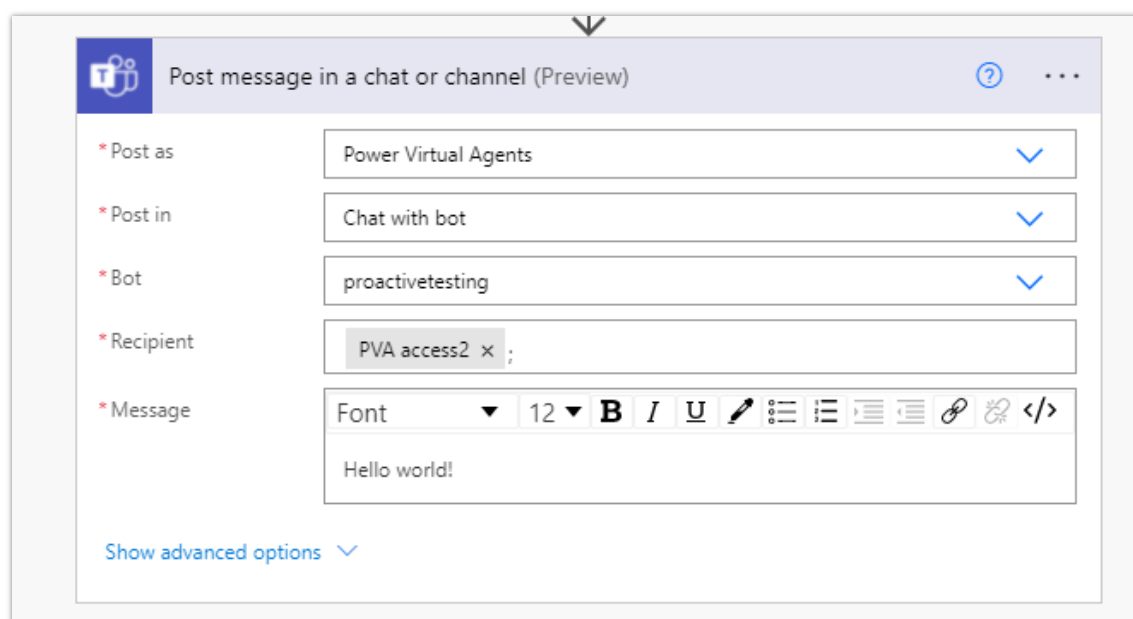 Post message in a chat or channel (Preview)
* Post as
Power Virtual Agents
* Post in
Chat with bot
* Bot
proactivetesting
* Recipient
PVA access2 × ;
* Message
Font 12 B I U </>
Hello world!
Show advanced options